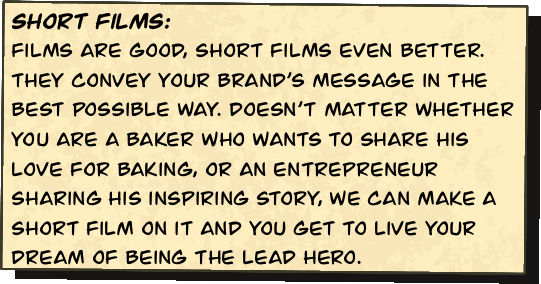 SHORT FILMS:
FILMS ARE GOOD, SHORT FILMS EVEN BETTER.
THEY CONVEY YOUR BRAND'S MESSAGE IN THE
BEST POSSIBLE WAY. DOESN'T MATTER WHETHER
YOU ARE A BAKER WHO WANTS TO SHARE HIS
LOVE FOR BAKING, OR AN ENTREPRENEUR
SHARING HIS INSPIRING STORY, WE CAN MAKE A
SHORT FILM ON IT AND YOU GET TO LIVE YOUR
DREAM OF BEING THE LEAD HERO.